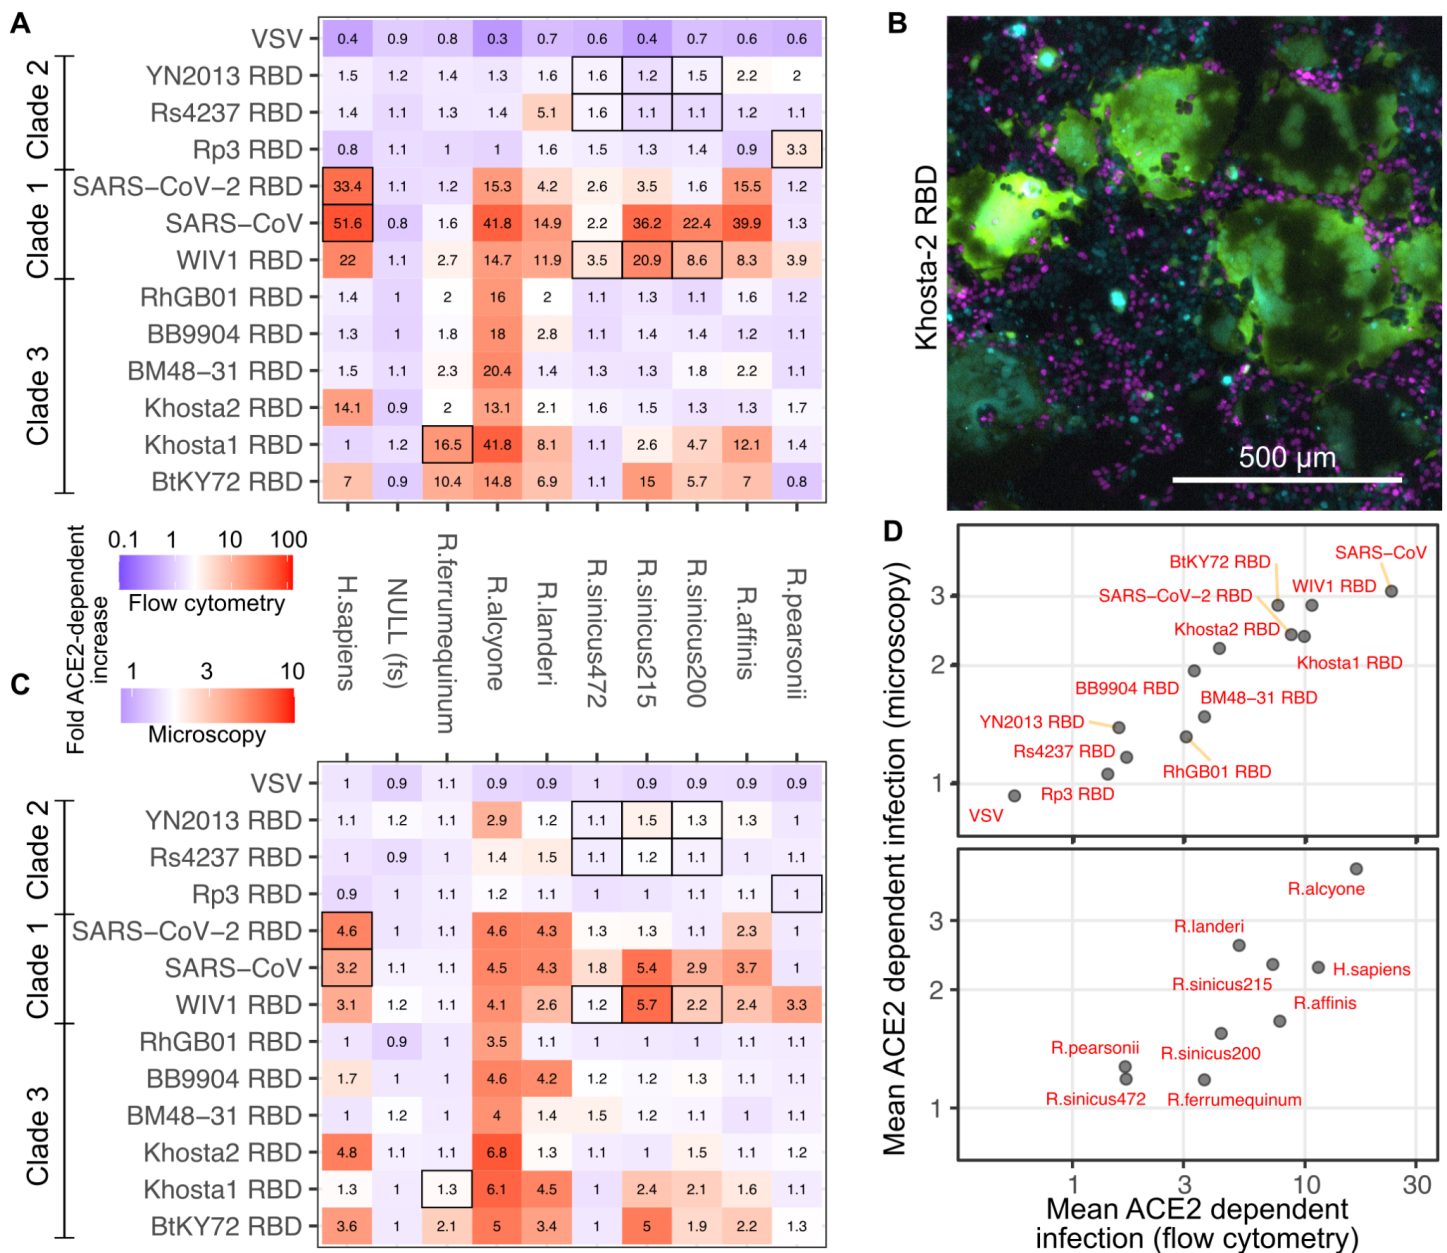 A
VSV 0.4 0.9 0.8 0.3 0.7 0.6 0.4 0.7 0.6 0.6
Clade 2
YN2013 RBD 1.5 1.2 1.4 1.3 1.6 1.6 1.2 1.5 2.2 2
Rs4237 RBD 1.4 1.1 1.3 1.4 5.1 1.6 1.1 1.1 1.2 1.1
Rp3 RBD 0.8 1.1 1 1 1.6 1.5 1.3 1.4 0.9 3.3
Clade 1
SARS−CoV−2 RBD 33.4 1.1 1.2 15.3 4.2 2.6 3.5 1.6 15.5 1.2
SARS−CoV 51.6 0.8 1.6 41.8 14.9 2.2 36.2 22.4 39.9 1.3
WIV1 RBD 22 1.1 2.7 14.7 11.9 3.5 20.9 8.6 8.3 3.9
Clade 3
RhGB01 RBD 1.4 1 2 16 2 1.1 1.3 1.1 1.6 1.2
BB9904 RBD 1.3 1 1.8 18 2.8 1.1 1.4 1.4 1.2 1.1
BM48−31 RBD 1.5 1.1 2.3 20.4 1.4 1.3 1.3 1.8 2.2 1.1
Khosta2 RBD 14.1 0.9 2 13.1 2.1 1.6 1.5 1.3 1.3 1.7
Khosta1 RBD 1 1.2 16.5 41.8 8.1 1.1 2.6 4.7 12.1 1.4
BtKY72 RBD 7 0.9 10.4 14.8 6.9 1.1 15 5.7 7 0.8
Fold ACE2-dependent
increase
0.1 1 10 100
Flow cytometry
1 3 10
Microscopy
H.sapiens
NULL (fs)
R.ferrumequinum
R.alcyone
R.landeri
R.sinicus472
R.sinicus215
R.sinicus200
R.affinis
R.pearsonii
C
VSV 1 0.9 1.1 0.9 0.9 1 0.9 0.9 0.9 0.9
Clade 2
YN2013 RBD 1.1 1.2 1.1 2.9 1.2 1.1 1.5 1.3 1.3 1
Rs4237 RBD 1 0.9 1 1.4 1.5 1.1 1.2 1.1 1 1.1
Rp3 RBD 0.9 1 1.1 1.2 1.1 1 1 1.1 1.1 1
Clade 1
SARS−CoV−2 RBD 4.6 1 1.1 4.6 4.3 1.3 1.3 1.1 2.3 1
SARS−CoV 3.2 1.1 1.1 4.5 4.3 1.8 5.4 2.9 3.7 1
WIV1 RBD 3.1 1.2 1.1 4.1 2.6 1.2 5.7 2.2 2.4 3.3
Clade 3
RhGB01 RBD 1 0.9 1 3.5 1.1 1 1 1 1.1 1.1
BB9904 RBD 1.7 1 1 4.6 4.2 1.2 1.2 1.3 1.1 1.1
BM48−31 RBD 1 1.2 1 4 1.4 1.5 1.2 1.1 1 1.1
Khosta2 RBD 4.8 1.1 1.1 6.8 1.3 1.1 1 1.5 1.1 1.2
Khosta1 RBD 1.3 1 1.3 6.1 4.5 1 2.4 2.1 1.6 1.1
BtKY72 RBD 3.6 1 2.1 5 3.4 1 5 1.9 2.2 1.3
B
Khosta-2 RBD
500 µm
D
Mean ACE2 dependent infection (microscopy)
3
2
1
SARS−CoV
BtKY72 RBD
WIV1 RBD
SARS−CoV−2 RBD
Khosta2 RBD
Khosta1 RBD
BB9904 RBD
BM48−31 RBD
YN2013 RBD
Rs4237 RBD
RhGB01 RBD
Rp3 RBD
VSV
3
2
1
R.alcyone
R.landeri
H.sapiens
R.sinicus215
R.affinis
R.pearsonii
R.sinicus200
R.sinicus472
R.ferrumequinum
1 3 10 30
Mean ACE2 dependent
infection (flow cytometry)